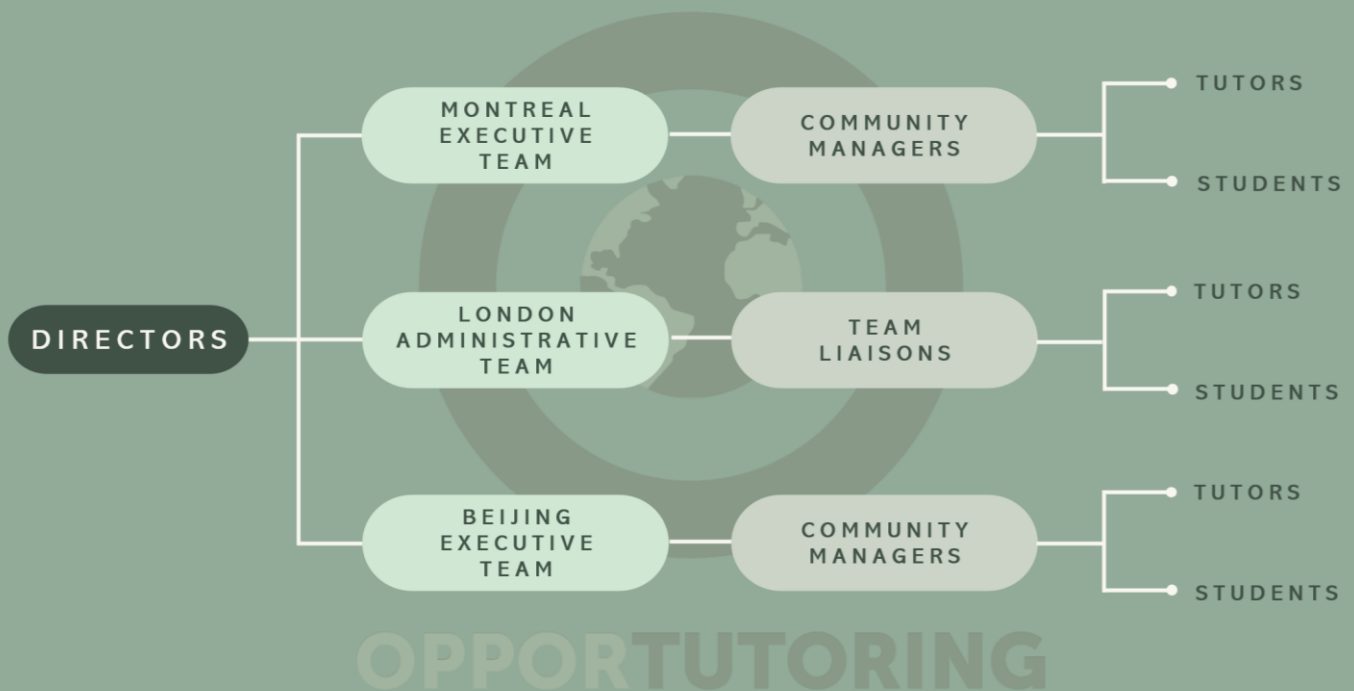 DIRECTORS
MONTREAL
EXECUTIVE
TEAM
COMMUNITY
MANAGERS
TUTORS
STUDENTS
LONDON
ADMINISTRATIVE
TEAM
TEAM
LIAISONS
TUTORS
STUDENTS
BEIJING
EXECUTIVE
TEAM
COMMUNITY
MANAGERS
TUTORS
STUDENTS
OPPORTUTORING